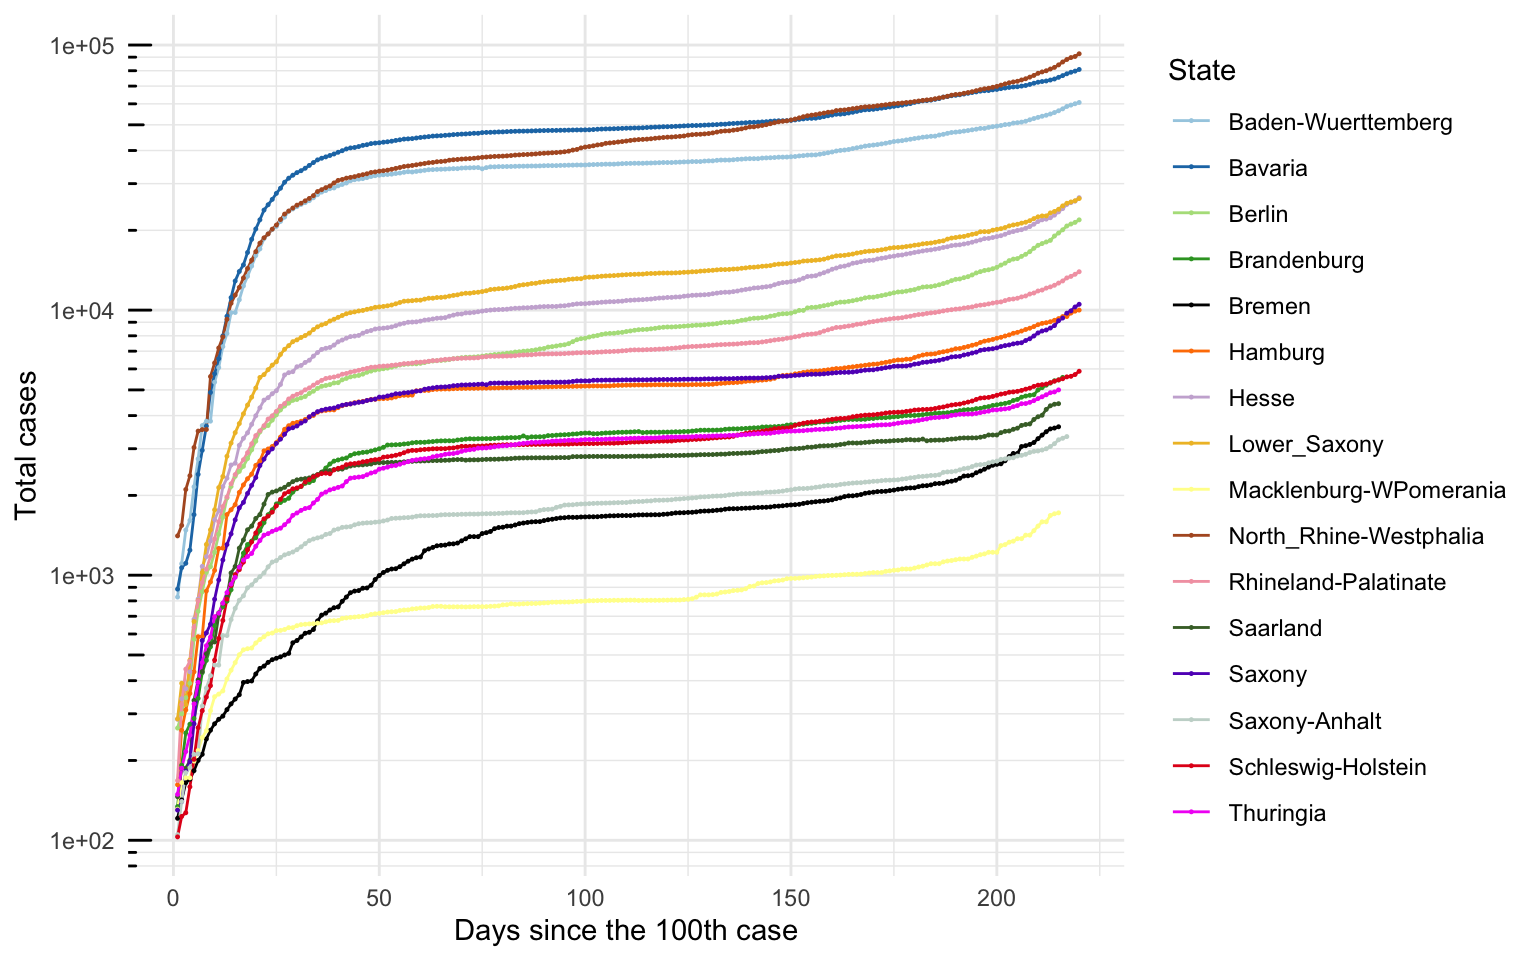 1e+05
1e+04
1e+03
1e+02
Total cases
0
50
100
150
200
Days since the 100th case
State
Baden-Wuerttemberg
Bavaria
Berlin
Brandenburg
Bremen
Hamburg
Hesse
Lower_Saxony
Macklenburg-WPomerania
North_Rhine-Westphalia
Rhineland-Palatinate
Saarland
Saxony
Saxony-Anhalt
Schleswig-Holstein
Thuringia